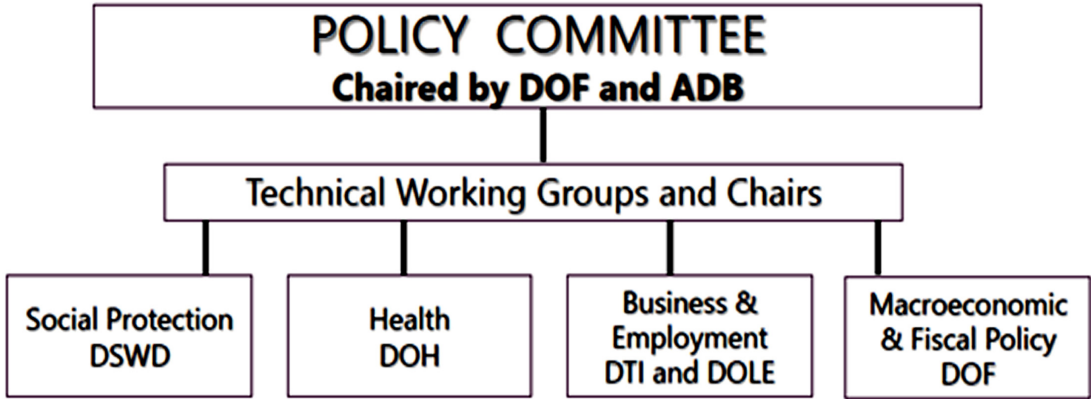 POLICY COMMITTEE
Chaired by DOF and ADB
Technical Working Groups and Chairs
Social Protection
DSWD
Health
DOH
Business &
Employment
DTI and DOLE
Macroeconomic
& Fiscal Policy
DOF